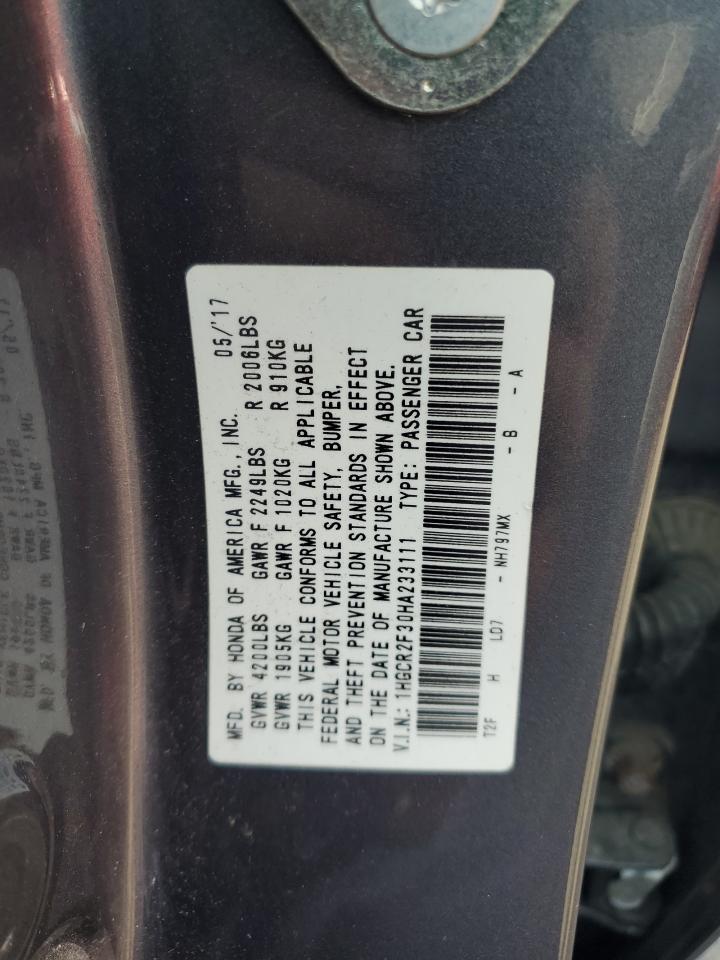 MFD. BY HONDA OF AMERICA MFG., INC. 05/'17
GVWR 4200LBS GAWR F 2249LBS R 2006LBS
GVWR 1905KG GAWR F 1020KG R 910KG
THIS VEHICLE CONFORMS TO ALL APPLICABLE
FEDERAL MOTOR VEHICLE SAFETY, BUMPER,
AND THEFT PREVENTION STANDARDS IN EFFECT
ON THE DATE OF MANUFACTURE SHOWN ABOVE.
V.I.N.: 1HGCR2F30HA233111 TYPE: PASSENGER CAR
T2F H LD7 - NH797MX - B - A